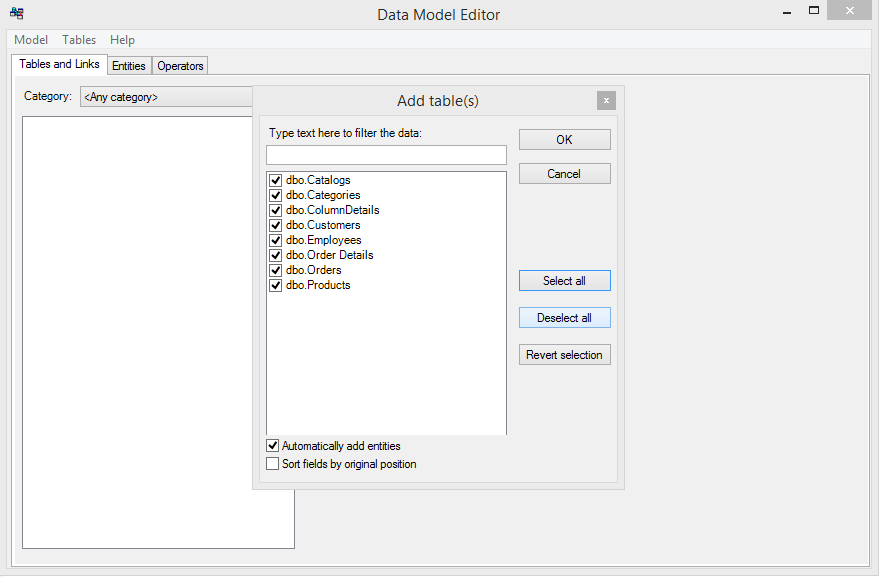 Data Model Editor
Model Tables Help
Tables and Links Entities Operators
Category: <Any category>
Add table(s)
x
Type text here to filter the data:
OK
Cancel
dbo.Catalogs
dbo.Categories
dbo.ColumnDetails
dbo.Customers
dbo.Employees
dbo.Order Details
dbo.Orders
dbo.Products
Select all
Deselect all
Revert selection
Automatically add entities
Sort fields by original position